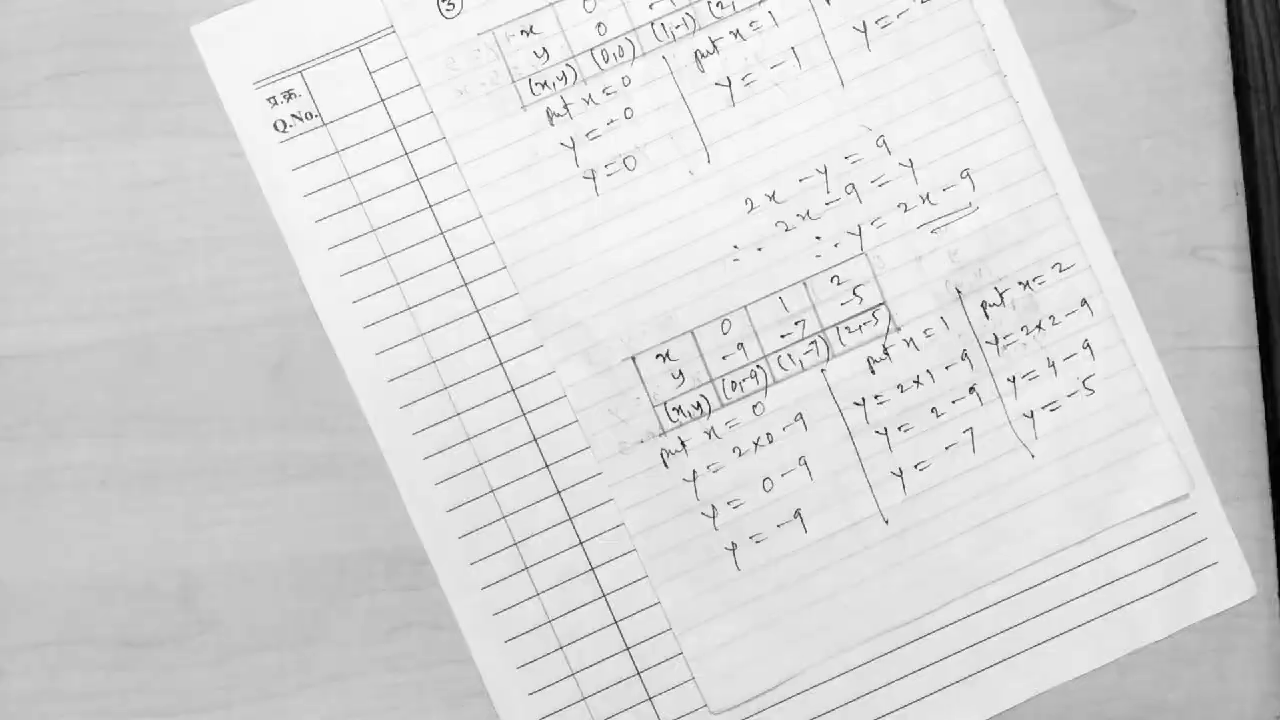 3
x 0
y 0
(x,y) (0,0) (1,-1) (2,
put x=0
y = -0
y=0
put x=1
y = -1
y = -2
प्र.क्र.
Q.No.
2x - y = 9
∴ 2x - 9 = y
∴ y = 2x - 9
x 0 1 2
y -9 -7 -5
(x,y) (0,-9) (1,-7) (2,-5)
put x=0
y = 2×0 -9
y = 0-9
y = -9
put x=1
y = 2×1 -9
y = 2 -9
y = -7
put x=2
y=2×2-9
y = 4-9
y = -5